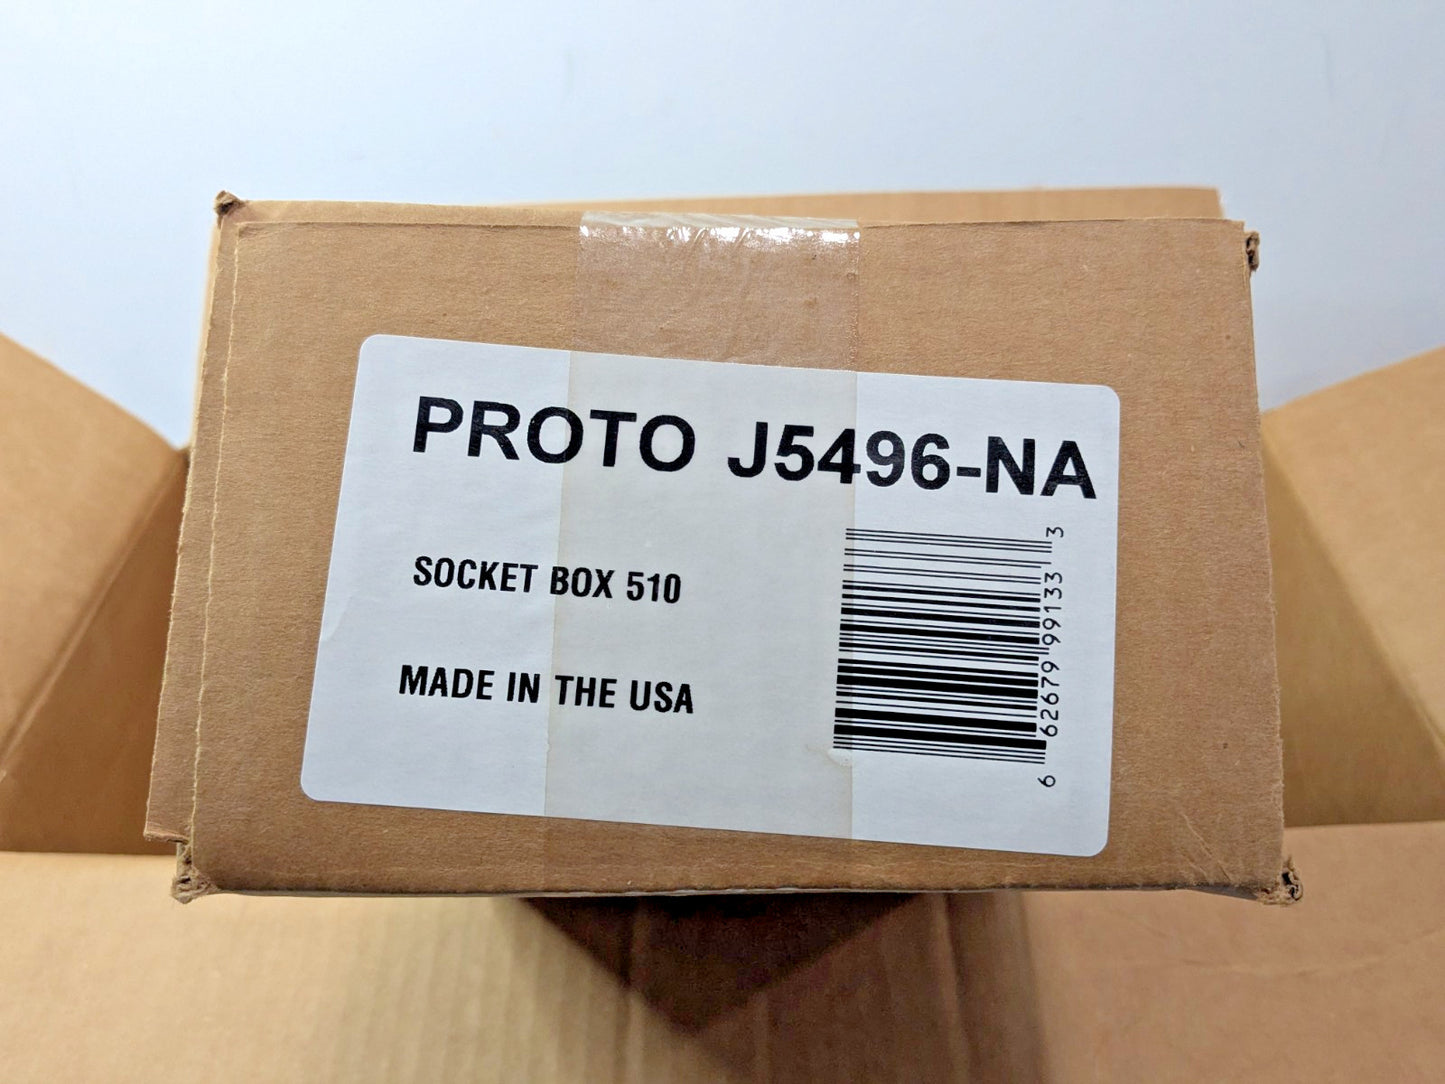 PROTO J5496-NA
SOCKET BOX 510
MADE IN THE USA
6 62679 99133 3